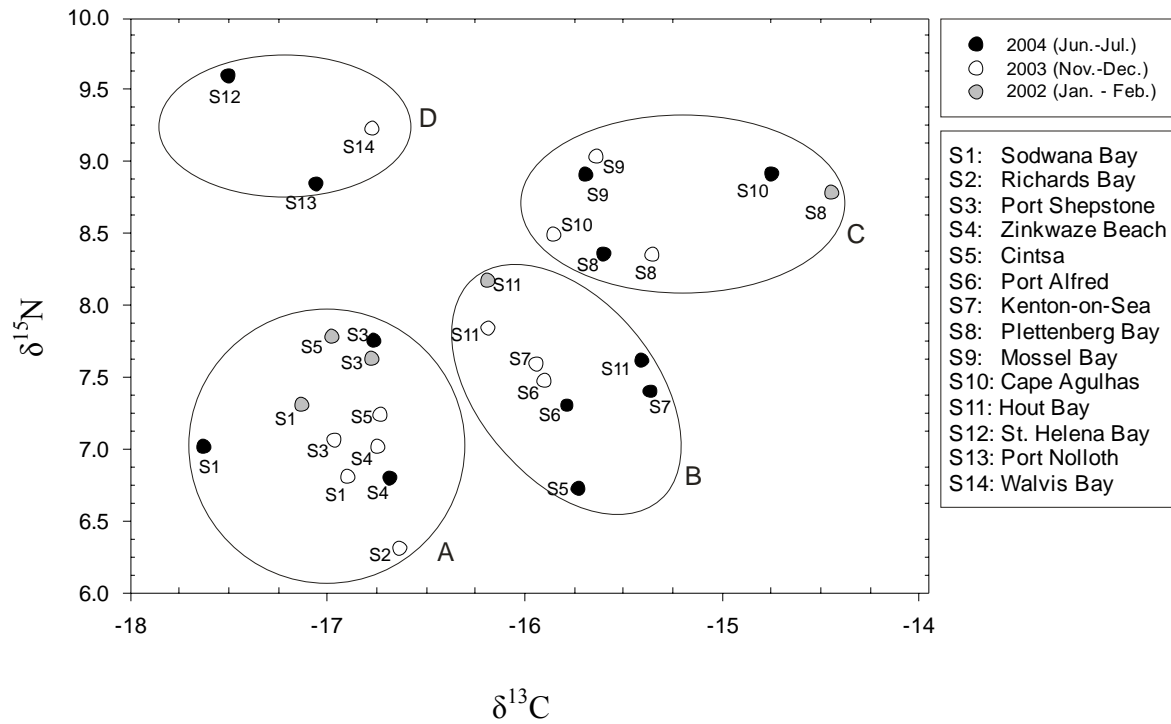 10.0
9.5
9.0
8.5
8.0
7.5
7.0
6.5
6.0
δ15N
-18
-17
-16
-15
-14
δ13C
S12
S14
S13
D
S9
S9
S10
S10
S8
S8
S8
C
S11
S11
S7
S6
S6
S11
S7
S5
B
S5
S3
S3
S1
S5
S3
S4
S1
S1
S4
S2
A
2004 (Jun.-Jul.)
2003 (Nov.-Dec.)
2002 (Jan. - Feb.)
S1: Sodwana Bay
S2: Richards Bay
S3: Port Shepstone
S4: Zinkwaze Beach
S5: Cintsa
S6: Port Alfred
S7: Kenton-on-Sea
S8: Plettenberg Bay
S9: Mossel Bay
S10: Cape Agulhas
S11: Hout Bay
S12: St. Helena Bay
S13: Port Nolloth
S14: Walvis Bay